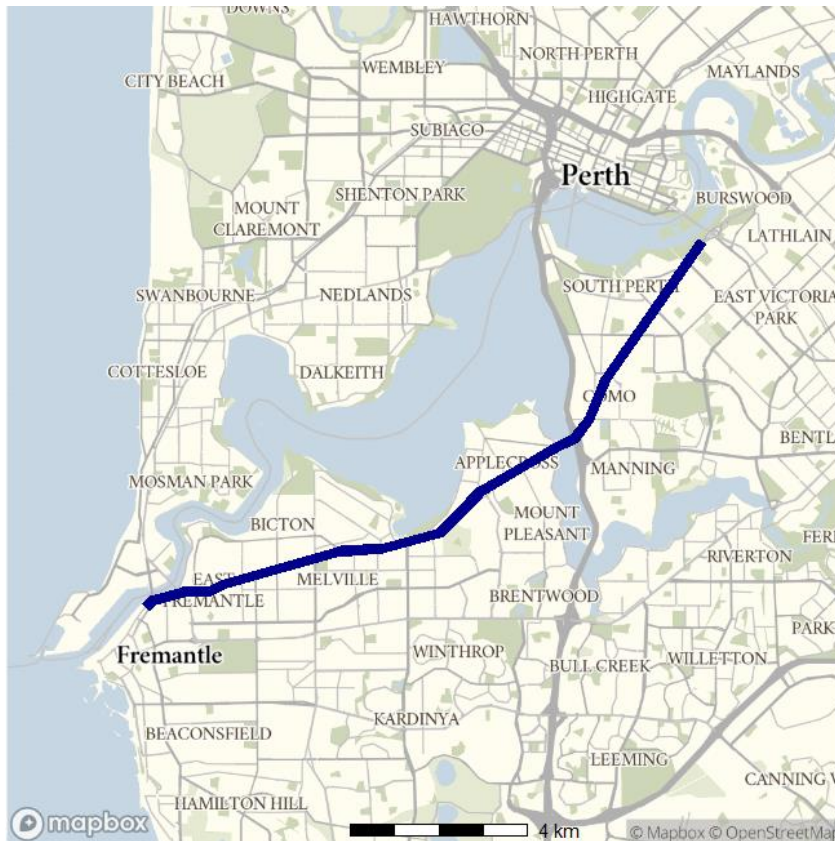 DOWNS
HAWTHORN
NORTH PERTH
WEMBLEY
MAYLANDS
CITY BEACH
HIGHGATE
SUBIACO
Perth
SHENTON PARK
BURSWOOD
MOUNT
CLAREMONT
LATHLAIN
SWANBOURNE
NEDLANDS
SOUTH PERTH
EAST VICTORIA
PARK
COTTESLOE
DALKEITH
COMO
BENTL
APPLECROSS
MANNING
MOSMAN PARK
BICTON
MOUNT
PLEASANT
RIVERTON
FER
EAST
FREMANTLE
MELVILLE
BRENTWOOD
PARK
Fremantle
WINTHROP
BULL CREEK
WILLETTON
KARDINYA
BEACONSFIELD
LEEMING
CANNING V
HAMILTON HILL
mapbox
4 km
© Mapbox © OpenStreetMap